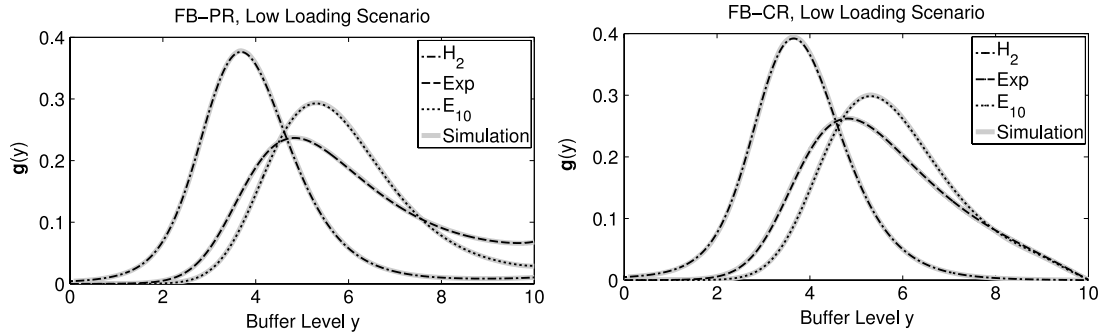 FB-PR, Low Loading Scenario
0.4
0.3
0.2
0.1
0
g(y)
H2
Exp
E10
Simulation
0 2 4 6 8 10
Buffer Level y
FB-CR, Low Loading Scenario
0.4
0.3
0.2
0.1
0
g(y)
H2
Exp
E10
Simulation
0 2 4 6 8 10
Buffer Level y